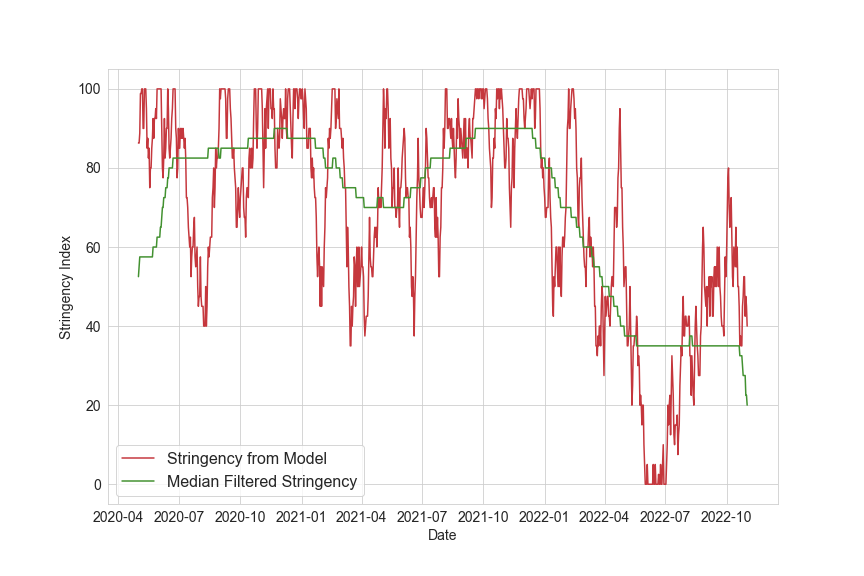 100
80
60
40
20
0
Stringency Index
Stringency from Model
Median Filtered Stringency
2020-04 2020-07 2020-10 2021-01 2021-04 2021-07 2021-10 2022-01 2022-04 2022-07 2022-10
Date